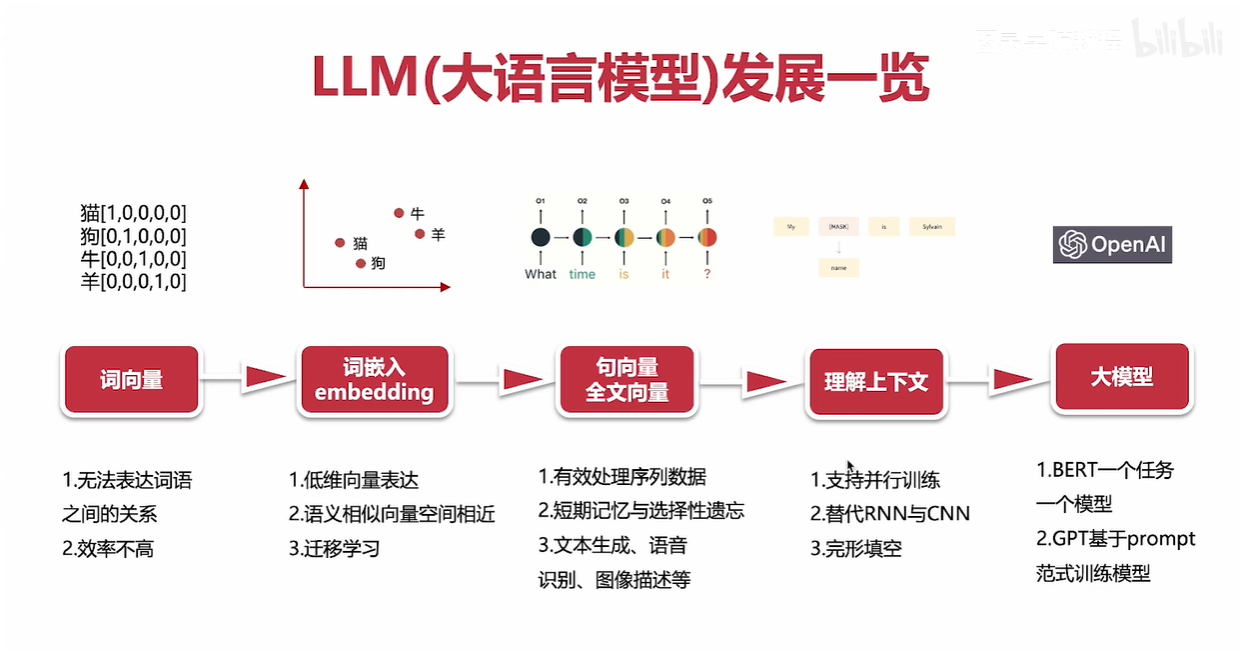 bilibili
LLM(大语言模型)发展一览
猫[1,0,0,0,0]
狗[0,1,0,0,0]
牛[0,0,1,0,0]
羊[0,0,0,1,0]
牛
羊
猫
狗
O1 O2 O3 O4 O5
What time is it ?
My [MASK] is Sylvain
name
OpenAI
词向量
词嵌入
embedding
句向量
全文向量
理解上下文
大模型
1.无法表达词语
之间的关系
2.效率不高
1.低维向量表达
2.语义相似向量空间相近
3.迁移学习
1.有效处理序列数据
2.短期记忆与选择性遗忘
3.文本生成、语音
识别、图像描述等
1.支持并行训练
2.替代RNN与CNN
3.完形填空
1.BERT一个任务
一个模型
2.GPT基于prompt
范式训练模型